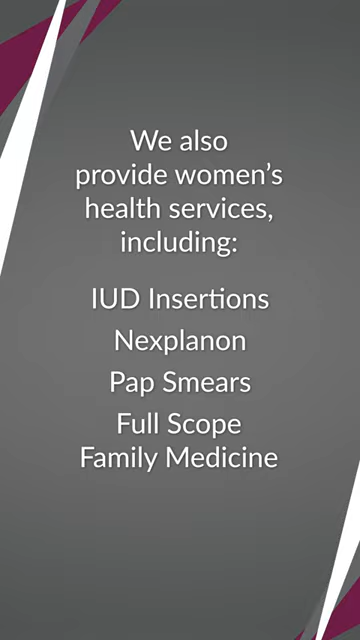 We also
provide women's
health services,
including:
IUD Insertions
Nexplanon
Pap Smears
Full Scope
Family Medicine